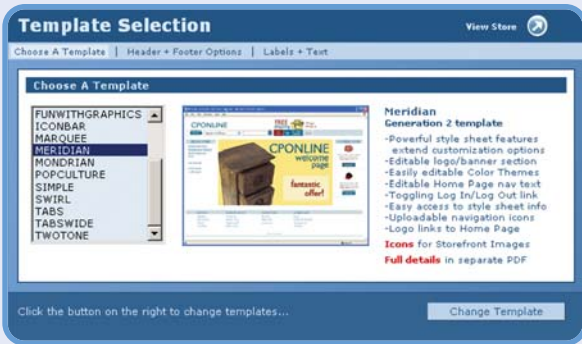 Template Selection
View Store
Choose A Template | Header + Footer Options | Labels + Text
Choose A Template
FUNWITHGRAPHICS
ICONBAR
MARQUEE
MERIDIAN
MONDRIAN
POPCULTURE
SIMPLE
SWIRL
TABS
TABSWIDE
TWOTONE
CPONLINE
FREE
CPONLINE
welcome
page
fantastic
offer!
Meridian
Generation 2 template
-Powerful style sheet features
extend customization options
-Editable logo/banner section
-Easily editable Color Themes
-Editable Home Page nav text
-Toggling Log In/Log Out link
-Easy access to style sheet info
-Uploadable navigation icons
-Logo links to Home Page
Icons for Storefront Images
Full details in separate PDF
Click the button on the right to change templates...
Change Template